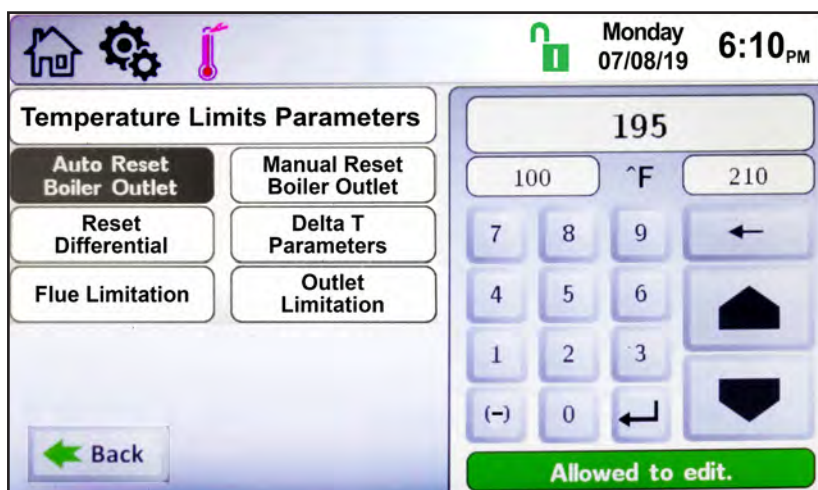 Monday
07/08/19
6:10 PM
Temperature Limits Parameters
Auto Reset
Boiler Outlet
Manual Reset
Boiler Outlet
Reset
Differential
Delta T
Parameters
Flue Limitation
Outlet
Limitation
Back
195
100 ^F 210
7 8 9
4 5 6
1 2 3
(-) 0
Allowed to edit.